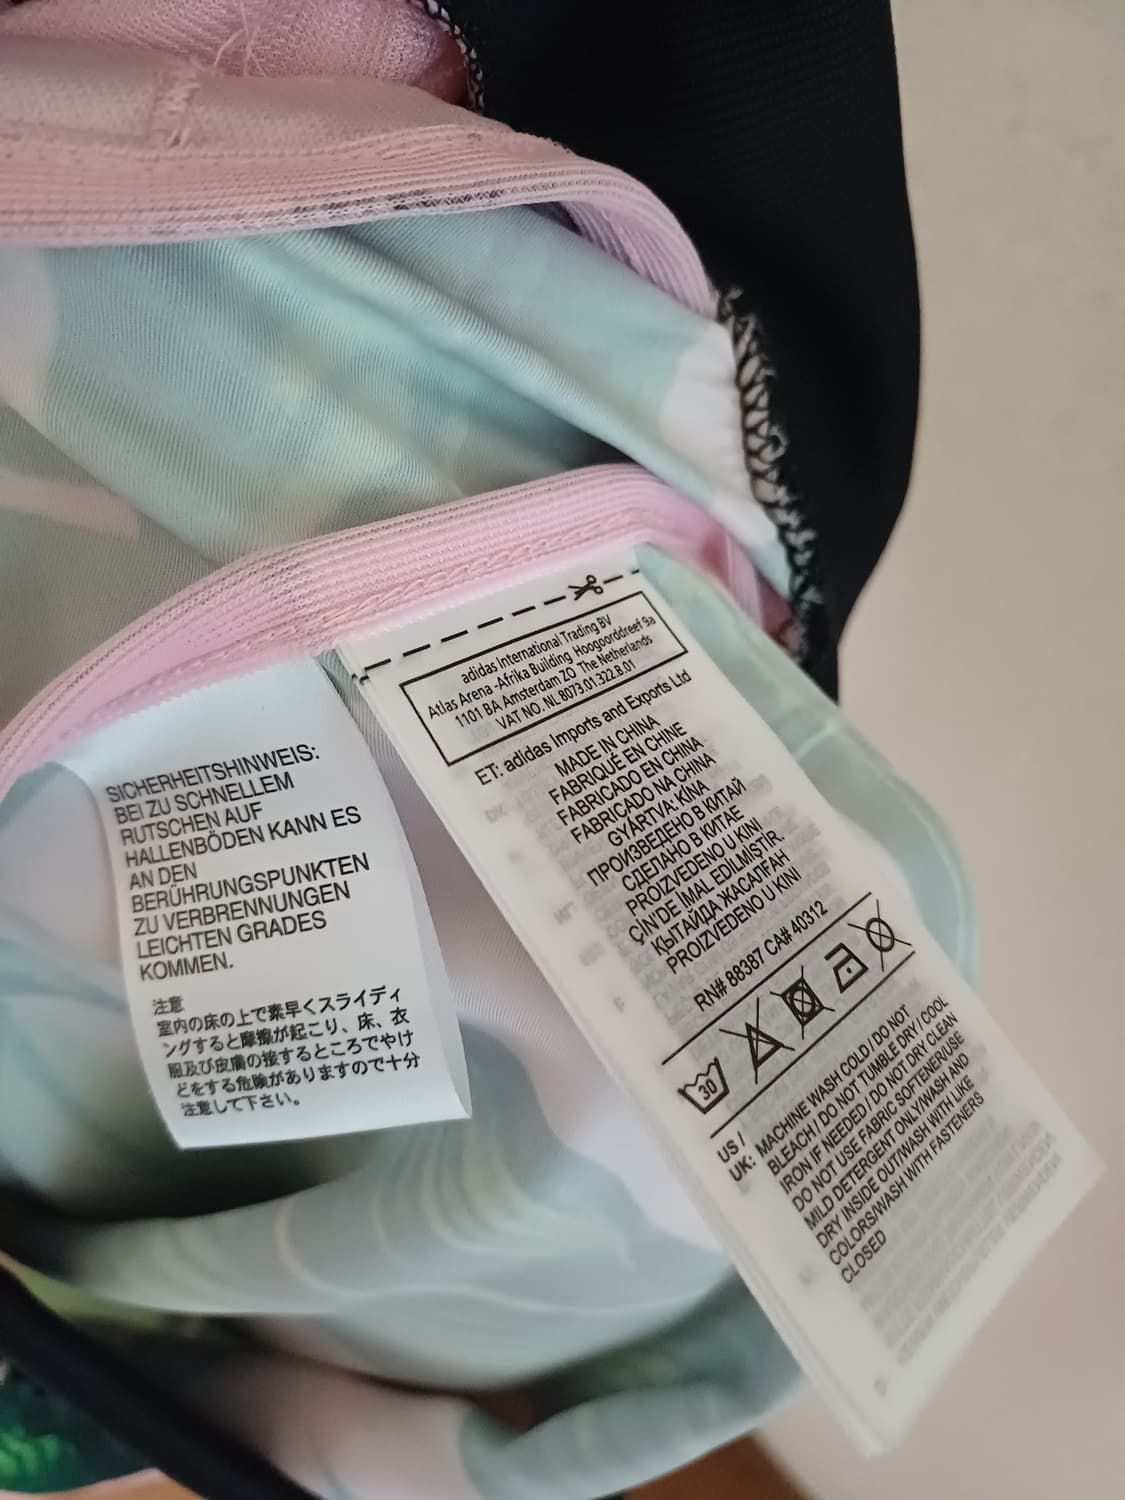 SICHERHEITSHINWEIS:
BEI ZU SCHNELLEM
RUTSCHEN AUF
HALLENBÖDEN KANN ES
AN DEN
BERÜHRUNGSPUNKTEN
ZU VERBRENNUNGEN
LEICHTEN GRADES
KOMMEN.
注意
室内の床の上で素早くスライディ
ングすると摩擦が起こり、床、衣
服及び皮膚の接するところでやけ
どをする危険がありますので十分
注意して下さい。
adidas International Trading BV
Atlas Arena -Afrika Building Hoogoorddreef 9a
1101 BA Amsterdam ZO The Netherlands
VAT NO. NL 8073.01.322.B.01
ET: adidas Imports and Exports Ltd
MADE IN CHINA
FABRIQUÉ EN CHINE
FABRICADO EN CHINA
FABRICADO NA CHINA
GYÁRTVA: KÍNA
ПРОИЗВЕДЕНО В КИТАЙ
СДЕЛАНО В КИТАЕ
PROIZVEDENO U KINI
ÇİN'DE İMAL EDİLMİŞTİR.
ҚЫТАЙДА ЖАСАЛҒАН
PROIZVEDENO U KINI
RN# 88387 CA# 40312
30
US /
UK: MACHINE WASH COLD / DO NOT
BLEACH / DO NOT TUMBLE DRY / COOL
IRON IF NEEDED / DO NOT DRY CLEAN
DO NOT USE FABRIC SOFTENER/USE
MILD DETERGENT ONLY/WASH AND
DRY INSIDE OUT/WASH WITH LIKE
COLORS/WASH WITH FASTENERS
CLOSED